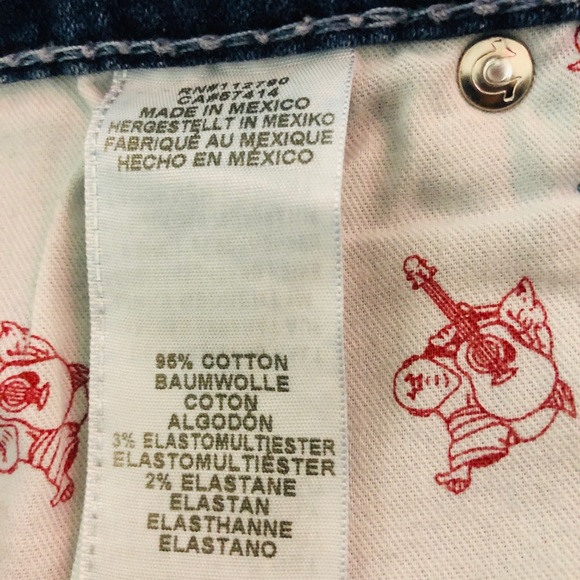 RN#112790
CA#57414
MADE IN MEXICO
HERGESTELLT IN MEXIKO
FABRIQUÉ AU MEXIQUE
HECHO EN MÉXICO
95% COTTON
BAUMWOLLE
COTON
ALGODÓN
3% ELASTOMULTIESTER
ELASTOMULTIÉSTER
2% ELASTANE
ELASTAN
ELASTHANNE
ELASTANO